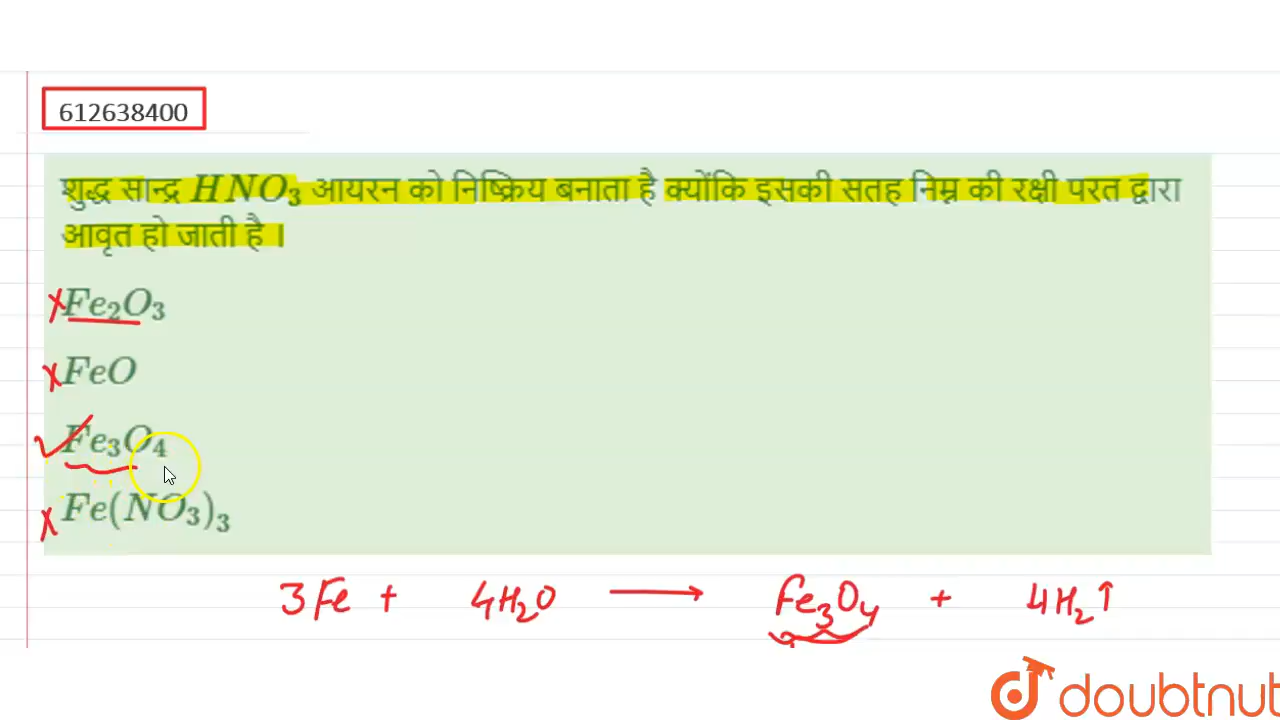 612638400
शुद्ध सान्द्र HNO₃ आयरन को निष्क्रिय बनाता है क्योंकि इसकी सतह निम्न की रक्षी परत द्वारा
आवृत हो जाती है ।
Fe₂O₃
FeO
Fe₃O₄
Fe(NO₃)₃
3Fe + 4H₂O ⟶ Fe₃O₄ + 4H₂↑
doubtnut